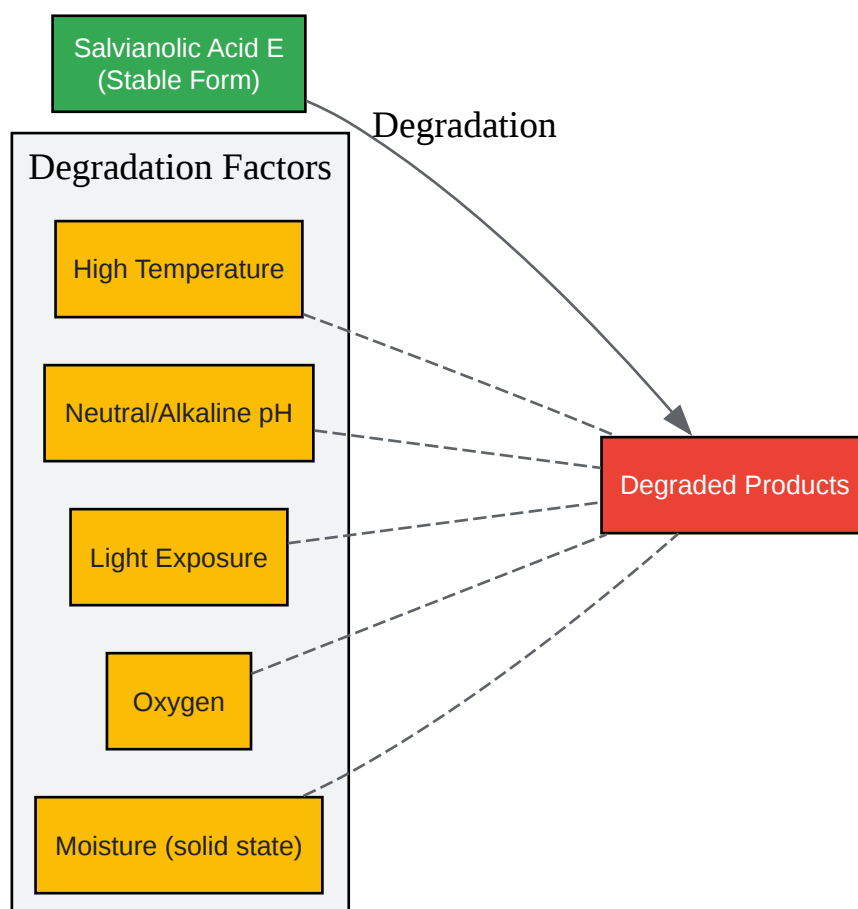 Salvianolic Acid E
(Stable Form)
Degradation
Degradation Factors
High Temperature
Neutral/Alkaline pH
Degraded Products
Light Exposure
Oxygen
Moisture (solid state)